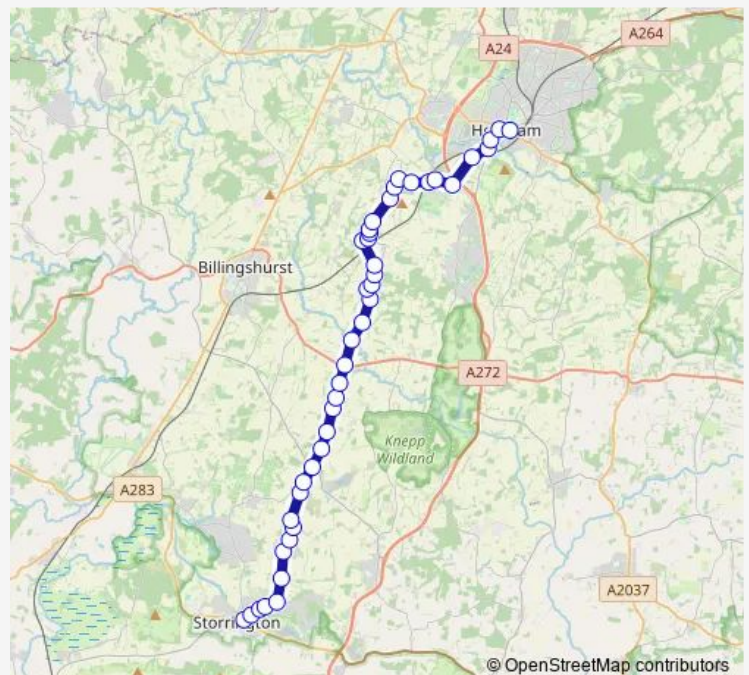 A24
A264
Horsham
Billingshurst
A272
Knepp
Wildland
A283
A2037
Storrington
© OpenStreetMap contributors